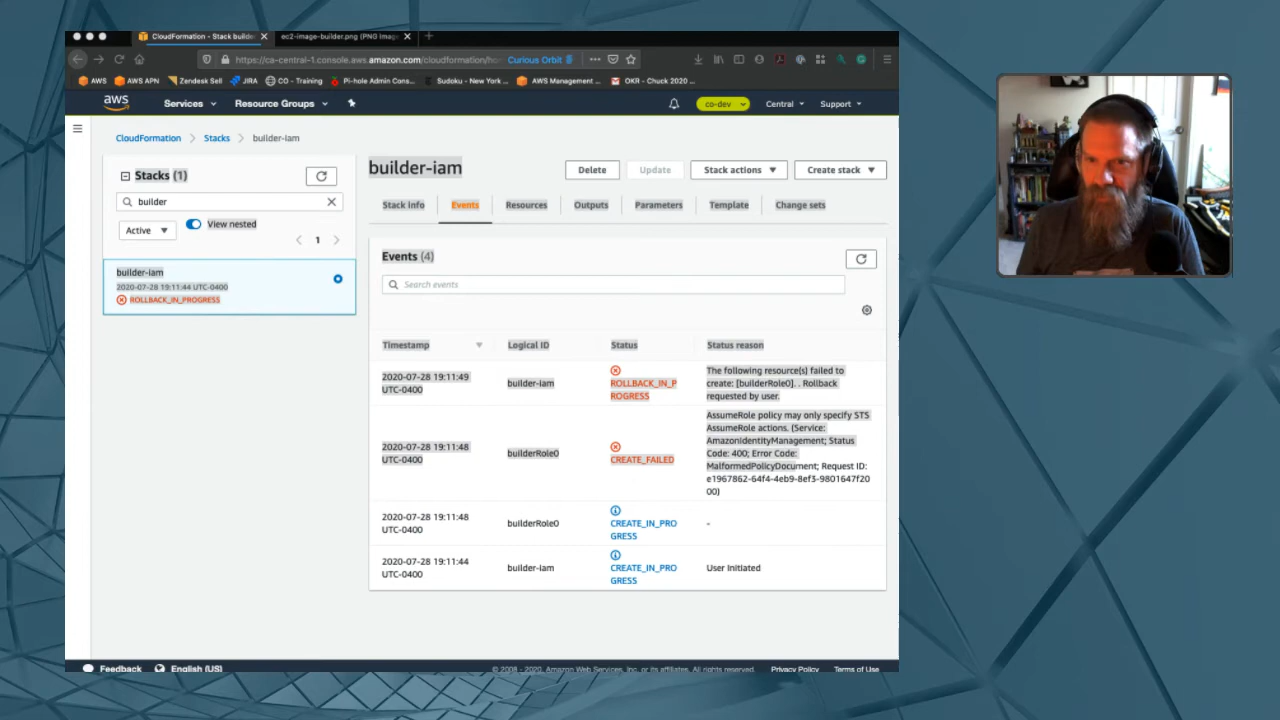 CloudFormation - Stack builde
ec2-image-builder.png (PNG Imag
https://ca-central-1.console.aws.amazon.com/cloudformation/ho
Curious Orbit
AWS
AWS APN
Zendesk Sell
JIRA
CO - Training
Pi-hole Admin Cons...
Sudoku - New York ...
AWS Management ...
OKR - Chuck 2020 ...
aws
Services
Resource Groups
co-dev
Central
Support
CloudFormation
Stacks
builder-iam
Stacks (1)
builder
Active
View nested
1
builder-iam
2020-07-28 19:11:44 UTC-0400
ROLLBACK_IN_PROGRESS
builder-iam
Delete
Update
Stack actions
Create stack
Stack info
Events
Resources
Outputs
Parameters
Template
Change sets
Events (4)
Search events
Timestamp
Logical ID
Status
Status reason
2020-07-28 19:11:49
UTC-0400
builder-iam
ROLLBACK_IN_P
ROGRESS
The following resource(s) failed to
create: [builderRole0]. . Rollback
requested by user.
2020-07-28 19:11:48
UTC-0400
builderRole0
CREATE_FAILED
AssumeRole policy may only specify STS
AssumeRole actions. (Service:
AmazonIdentityManagement; Status
Code: 400; Error Code:
MalformedPolicyDocument; Request ID:
e1967862-64f4-4eb9-8ef3-9801647f20
00)
2020-07-28 19:11:48
UTC-0400
builderRole0
CREATE_IN_PRO
GRESS
-
2020-07-28 19:11:44
UTC-0400
builder-iam
CREATE_IN_PRO
GRESS
User Initiated
Feedback
English (US)
© 2008 - 2020, Amazon Web Services, Inc. or its affiliates. All rights reserved.
Privacy Policy
Terms of Use